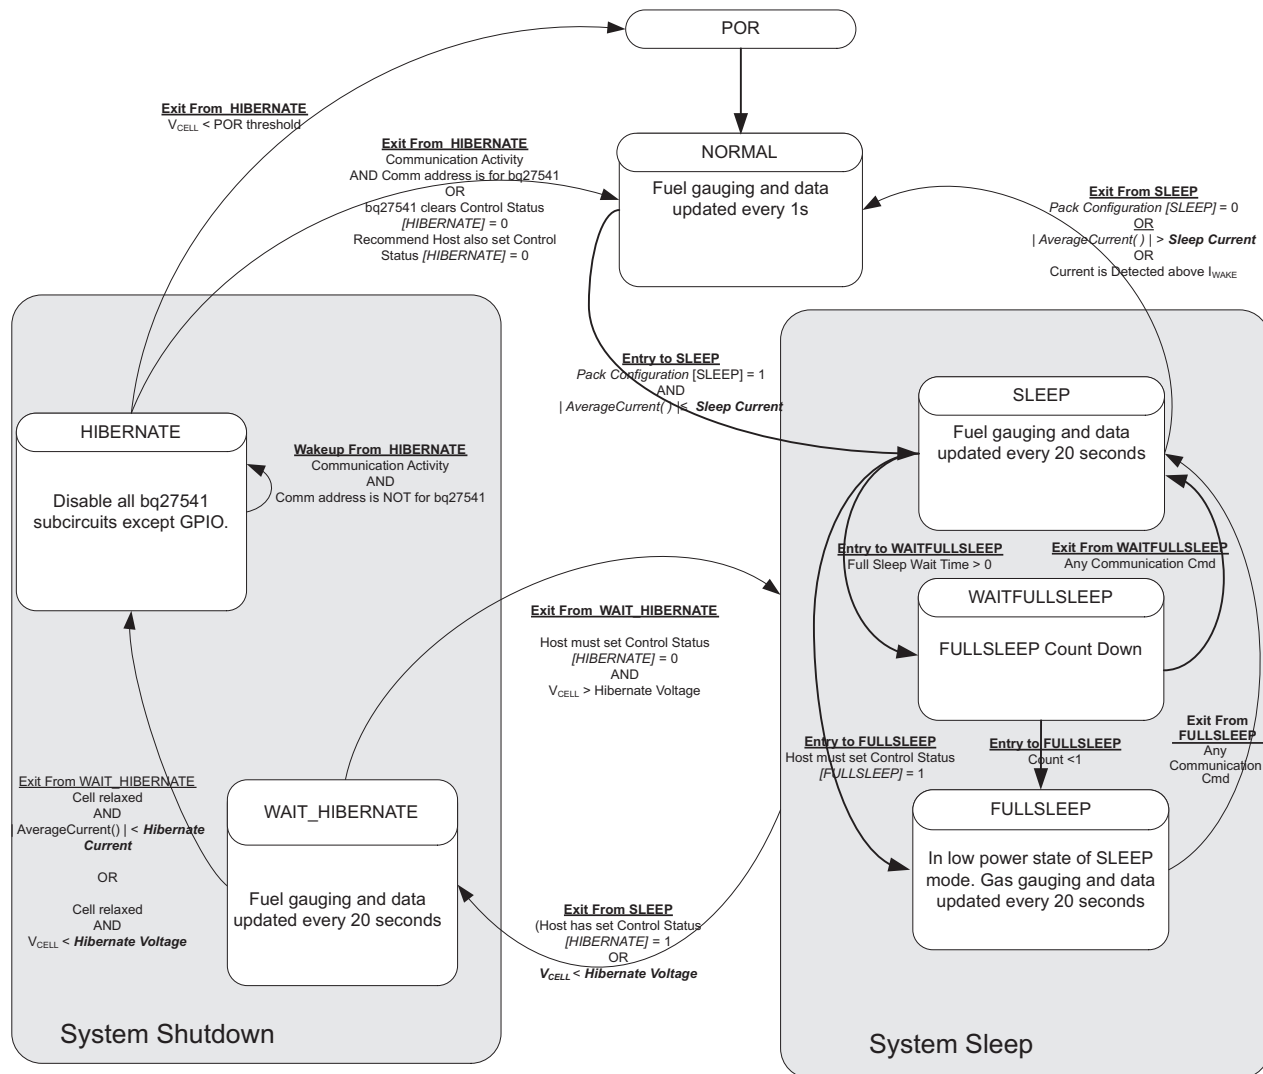 POR
Exit From HIBERNATE
VCELL < POR threshold
Exit From HIBERNATE
Communication Activity
AND Comm address is for bq27541
OR
bq27541 clears Control Status
[HIBERNATE] = 0
Recommend Host also set Control
Status [HIBERNATE] = 0
NORMAL
Fuel gauging and data
updated every 1s
Exit From SLEEP
Pack Configuration [SLEEP] = 0
OR
| AverageCurrent( ) | > Sleep Current
OR
Current is Detected above IWAKE
Entry to SLEEP
Pack Configuration [SLEEP] = 1
AND
| AverageCurrent( ) |≤ Sleep Current
HIBERNATE
Disable all bq27541
subcircuits except GPIO.
Wakeup From HIBERNATE
Communication Activity
AND
Comm address is NOT for bq27541
SLEEP
Fuel gauging and data
updated every 20 seconds
Entry to WAITFULLSLEEP
Full Sleep Wait Time > 0
Exit From WAITFULLSLEEP
Any Communication Cmd
WAITFULLSLEEP
FULLSLEEP Count Down
Exit From WAIT_HIBERNATE
Host must set Control Status
[HIBERNATE] = 0
AND
VCELL > Hibernate Voltage
Entry to FULLSLEEP
Host must set Control Status
[FULLSLEEP] = 1
Entry to FULLSLEEP
Count <1
Exit From
FULLSLEEP
Any
Communication
Cmd
Exit From WAIT_HIBERNATE
Cell relaxed
AND
| AverageCurrent() | < Hibernate
Current
OR
Cell relaxed
AND
VCELL < Hibernate Voltage
WAIT_HIBERNATE
Fuel gauging and data
updated every 20 seconds
FULLSLEEP
In low power state of SLEEP
mode. Gas gauging and data
updated every 20 seconds
Exit From SLEEP
(Host has set Control Status
[HIBERNATE] = 1
OR
VCELL < Hibernate Voltage
System Shutdown
System Sleep